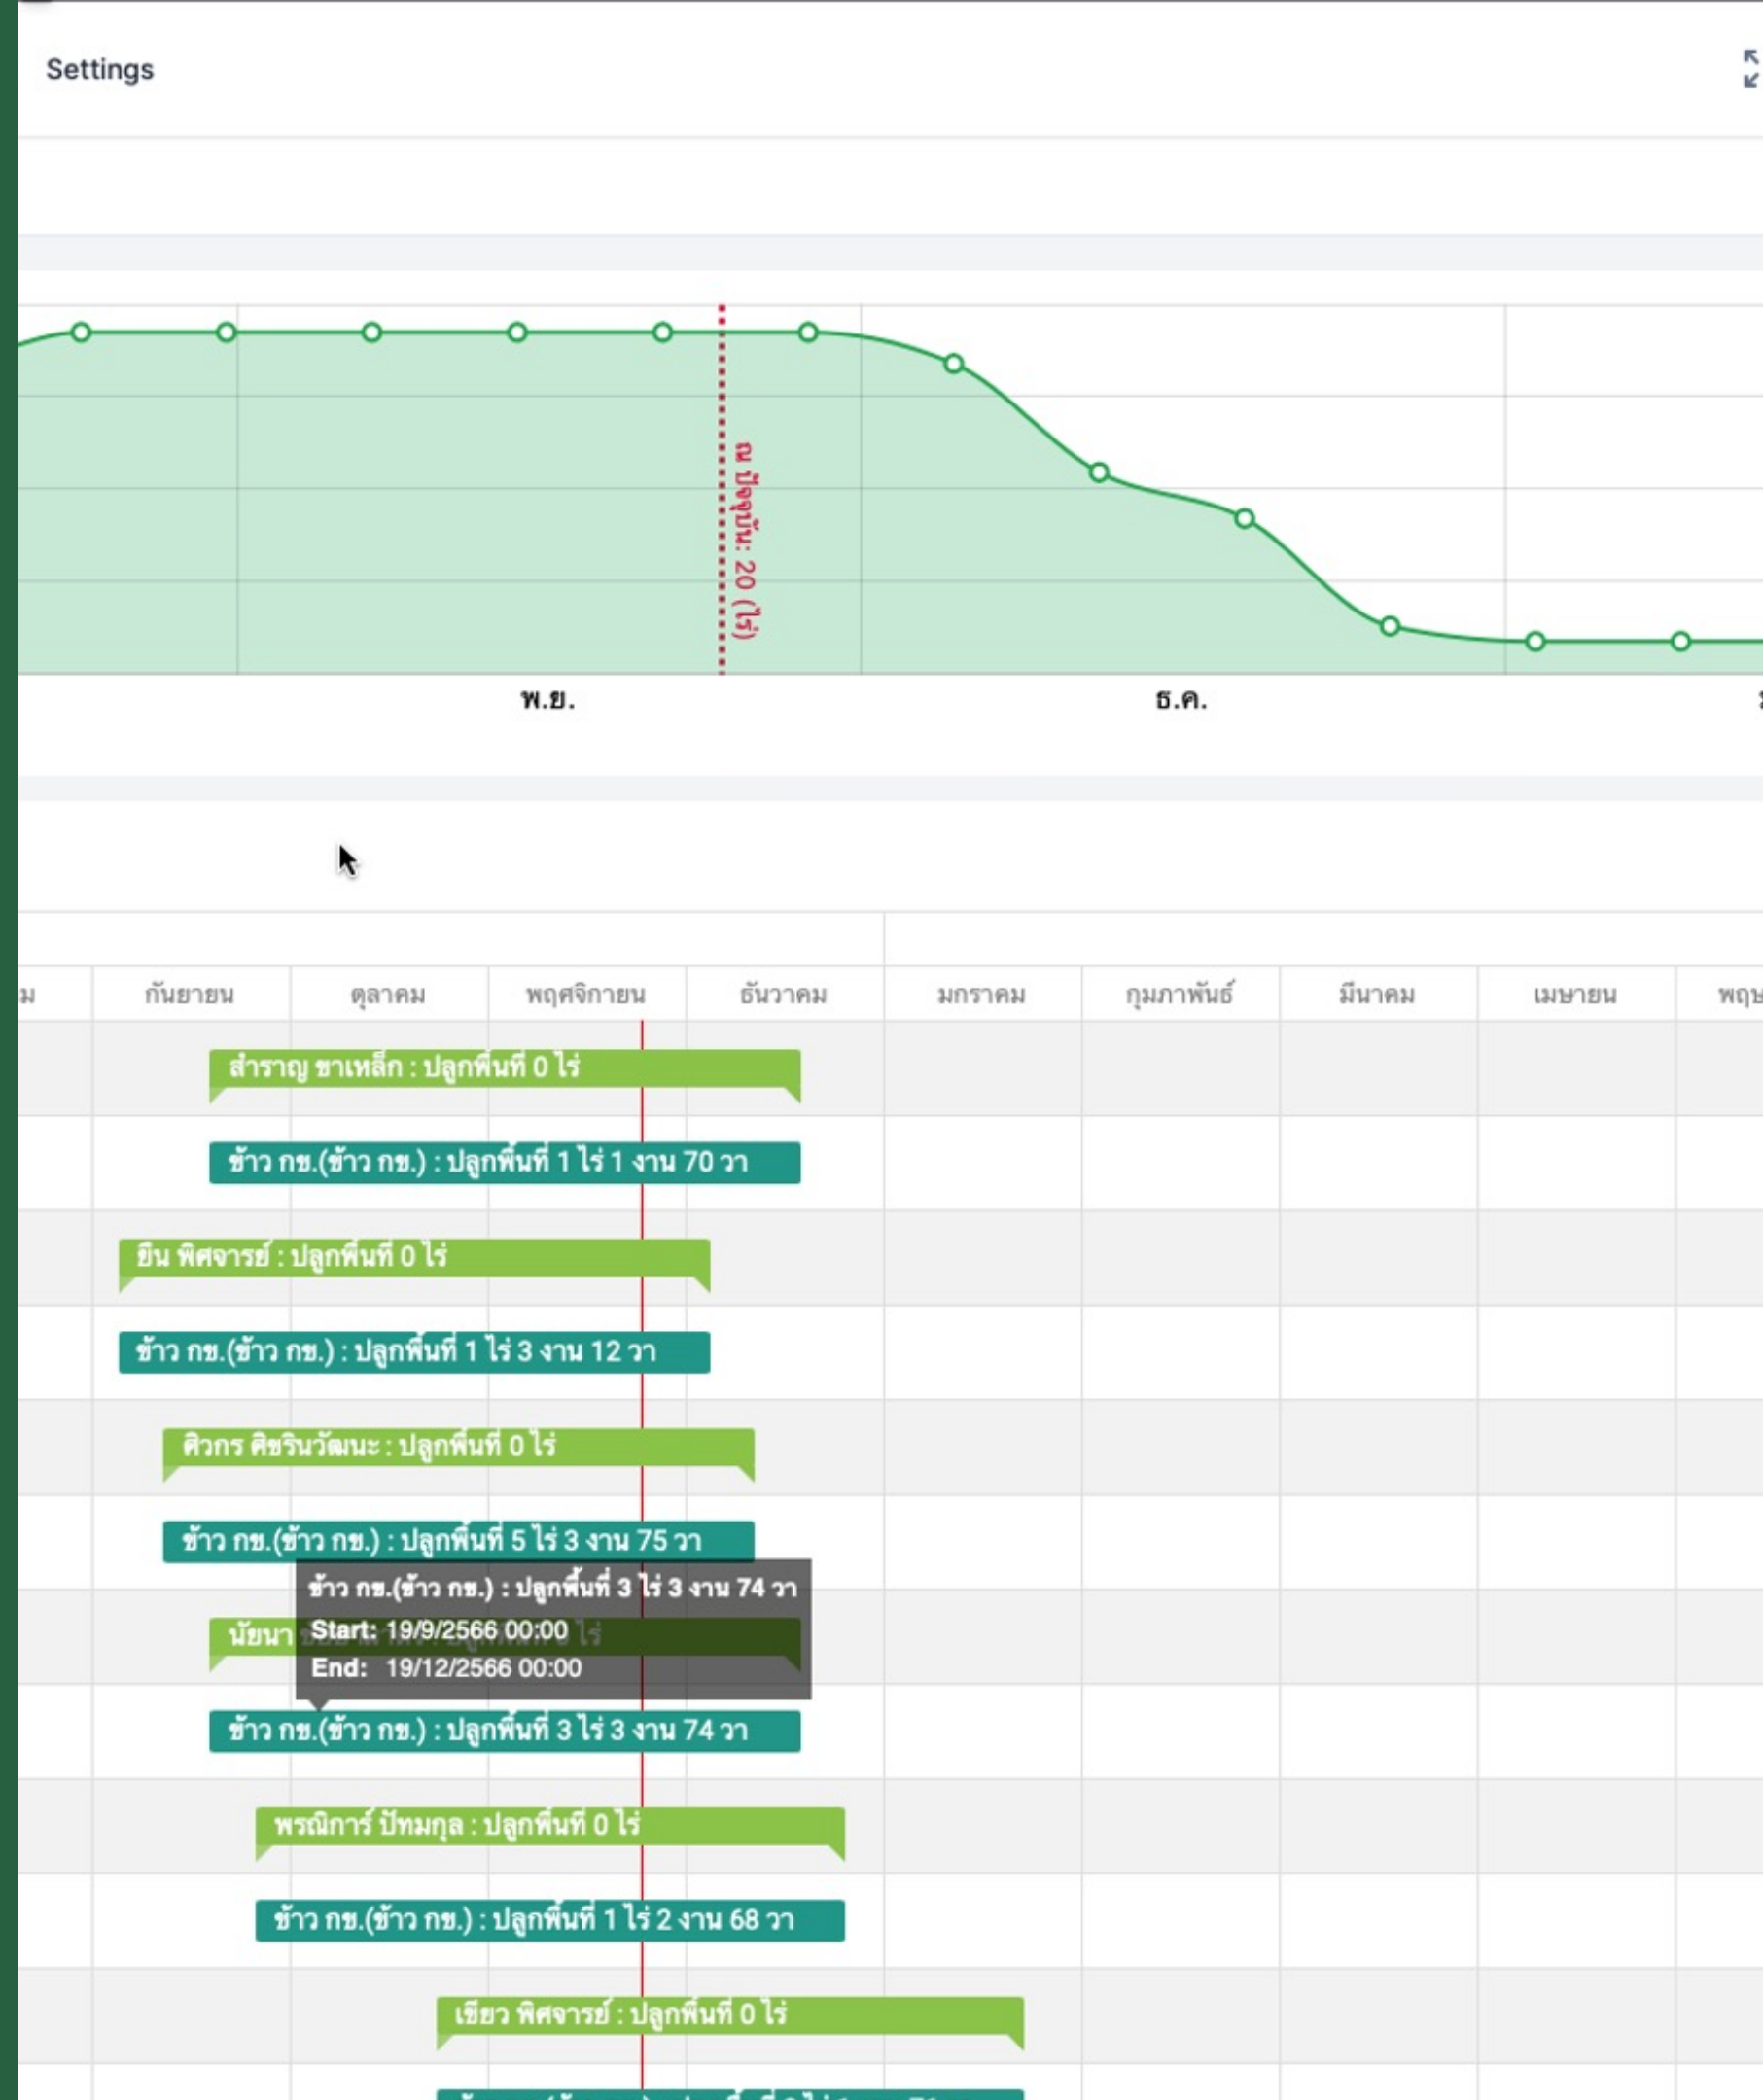 Settings
ณ ปัจจุบัน: 20 (ไร่)
พ.ย. ธ.ค.
ม กันยายน ตุลาคม พฤศจิกายน ธันวาคม มกราคม กุมภาพันธ์ มีนาคม เมษายน พฤษ
สำราญ ขาเหล็ก : ปลูกพื้นที่ 0 ไร่
ข้าว กข.(ข้าว กข.) : ปลูกพื้นที่ 1 ไร่ 1 งาน 70 วา
ยืน พิศจารย์ : ปลูกพื้นที่ 0 ไร่
ข้าว กข.(ข้าว กข.) : ปลูกพื้นที่ 1 ไร่ 3 งาน 12 วา
ศิวกร ศิขรินวัฒนะ : ปลูกพื้นที่ 0 ไร่
ข้าว กข.(ข้าว กข.) : ปลูกพื้นที่ 5 ไร่ 3 งาน 75 วา
ข้าว กข.(ข้าว กข.) : ปลูกพื้นที่ 3 ไร่ 3 งาน 74 วา
Start: 19/9/2566 00:00
End: 19/12/2566 00:00
นัยนา
ข้าว กข.(ข้าว กข.) : ปลูกพื้นที่ 3 ไร่ 3 งาน 74 วา
พรณิการ์ ปัทมกุล : ปลูกพื้นที่ 0 ไร่
ข้าว กข.(ข้าว กข.) : ปลูกพื้นที่ 1 ไร่ 2 งาน 68 วา
เขียว พิศจารย์ : ปลูกพื้นที่ 0 ไร่